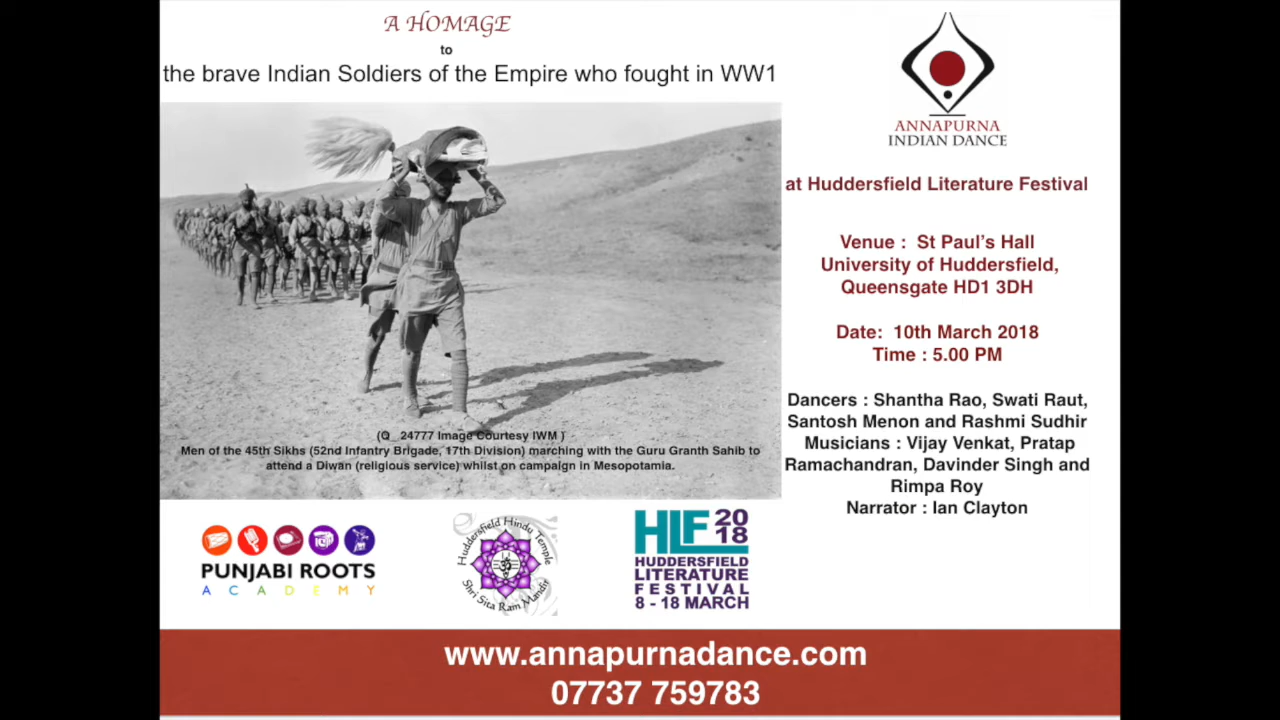 A HOMAGE
to
the brave Indian Soldiers of the Empire who fought in WW1
(Q_ 24777 Image Courtesy IWM )
Men of the 45th Sikhs (52nd Infantry Brigade, 17th Division) marching with the Guru Granth Sahib to
attend a Diwan (religious service) whilst on campaign in Mesopotamia.
ANNAPURNA
INDIAN DANCE
at Huddersfield Literature Festival
Venue : St Paul's Hall
University of Huddersfield,
Queensgate HD1 3DH
Date: 10th March 2018
Time : 5.00 PM
Dancers : Shantha Rao, Swati Raut,
Santosh Menon and Rashmi Sudhir
Musicians : Vijay Venkat, Pratap
Ramachandran, Davinder Singh and
Rimpa Roy
Narrator : Ian Clayton
PUNJABI ROOTS
ACADEMY
Huddersfield Hindu Temple
ॐ
Shri Sita Ram Mandir
HLF 20
18
HUDDERSFIELD
LITERATURE
FESTIVAL
8 - 18 MARCH
www.annapurnadance.com
07737 759783